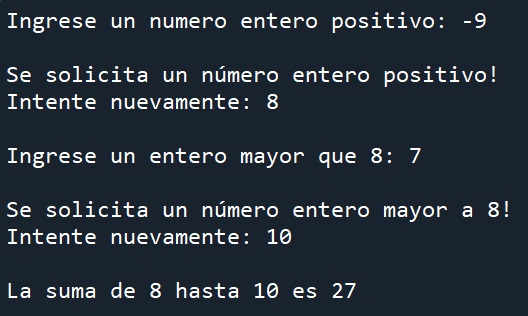 Ingrese un numero entero positivo: -9
Se solicita un número entero positivo!
Intente nuevamente: 8
Ingrese un entero mayor que 8: 7
Se solicita un número entero mayor a 8!
Intente nuevamente: 10
La suma de 8 hasta 10 es 27